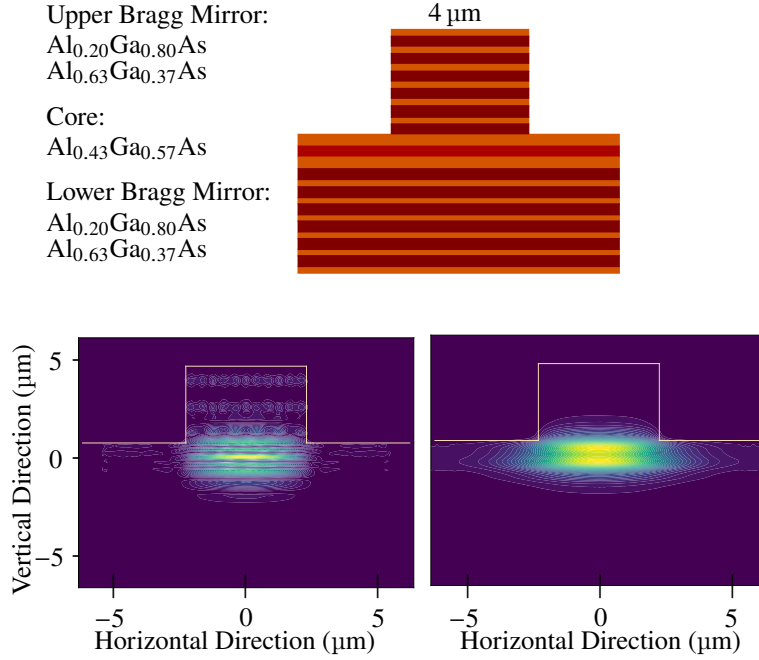 Upper Bragg Mirror:
Al0.20Ga0.80As
Al0.63Ga0.37As
Core:
Al0.43Ga0.57As
Lower Bragg Mirror:
Al0.20Ga0.80As
Al0.63Ga0.37As
4 µm
Vertical Direction (µm)
5
0
−5
−5
0
5
Horizontal Direction (µm)
−5
0
5
Horizontal Direction (µm)